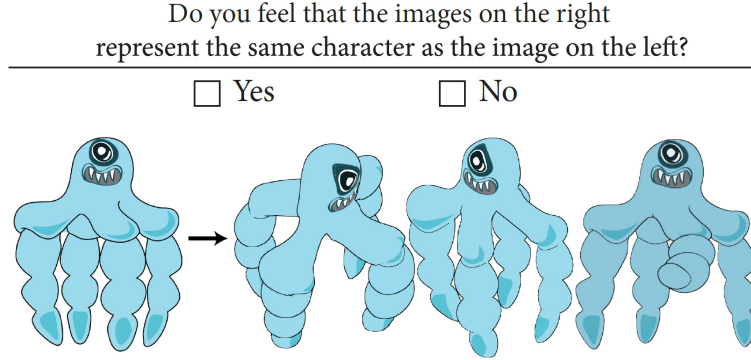 Do you feel that the images on the right
represent the same character as the image on the left?
Yes No